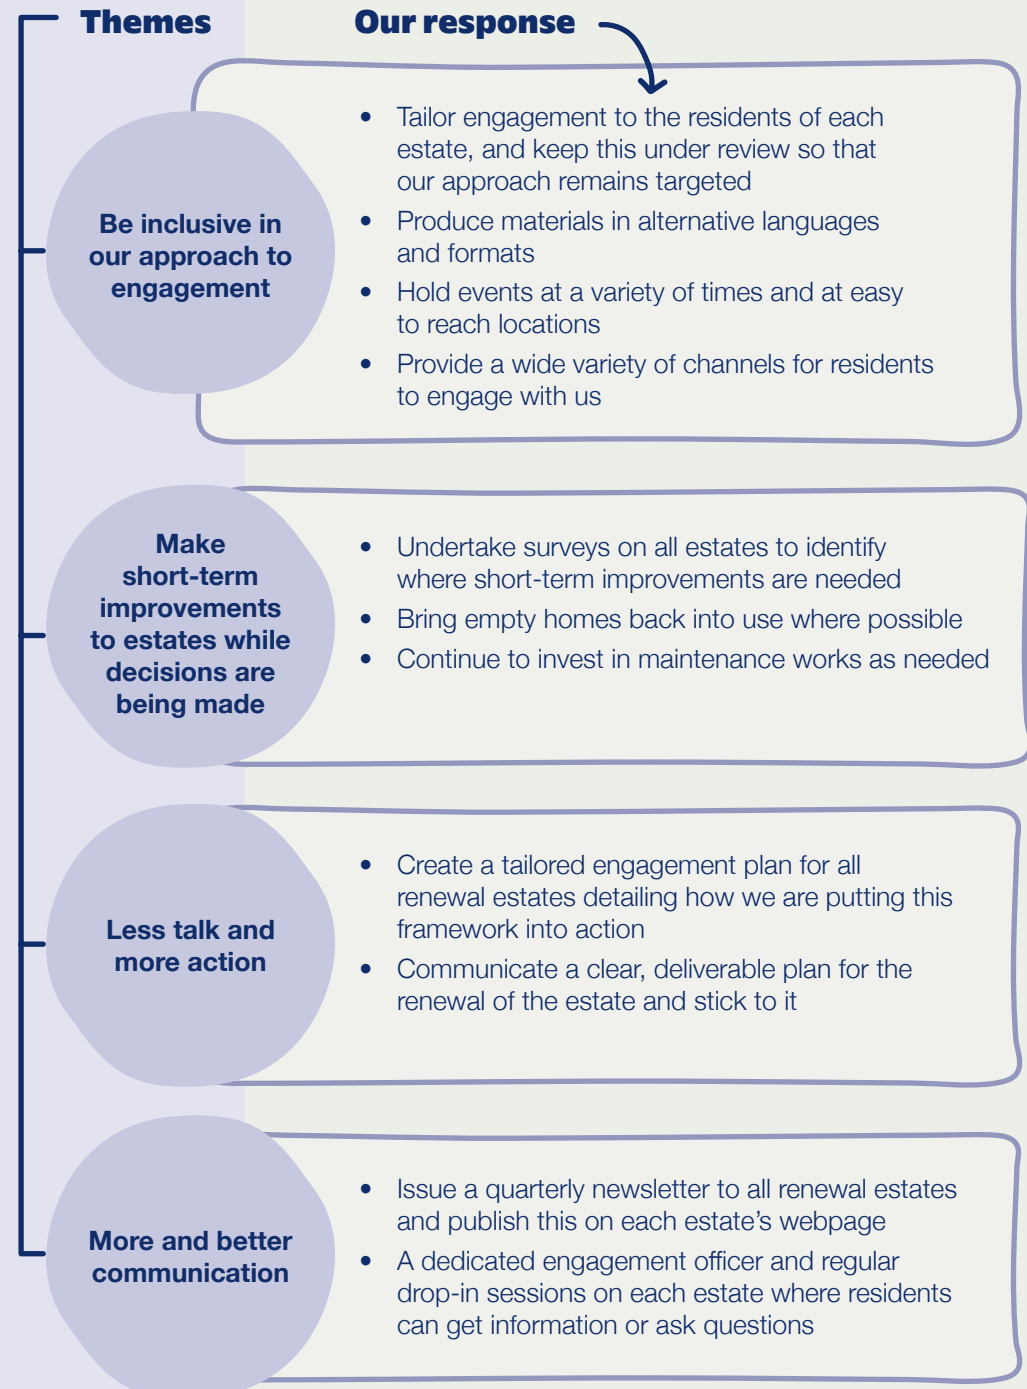 Themes
Our response
Be inclusive in
our approach to
engagement
• Tailor engagement to the residents of each
estate, and keep this under review so that
our approach remains targeted
• Produce materials in alternative languages
and formats
• Hold events at a variety of times and at easy
to reach locations
• Provide a wide variety of channels for residents
to engage with us
Make
short-term
improvements
to estates while
decisions are
being made
• Undertake surveys on all estates to identify
where short-term improvements are needed
• Bring empty homes back into use where possible
• Continue to invest in maintenance works as needed
Less talk and
more action
• Create a tailored engagement plan for all
renewal estates detailing how we are putting this
framework into action
• Communicate a clear, deliverable plan for the
renewal of the estate and stick to it
More and better
communication
• Issue a quarterly newsletter to all renewal estates
and publish this on each estate’s webpage
• A dedicated engagement officer and regular
drop-in sessions on each estate where residents
can get information or ask questions